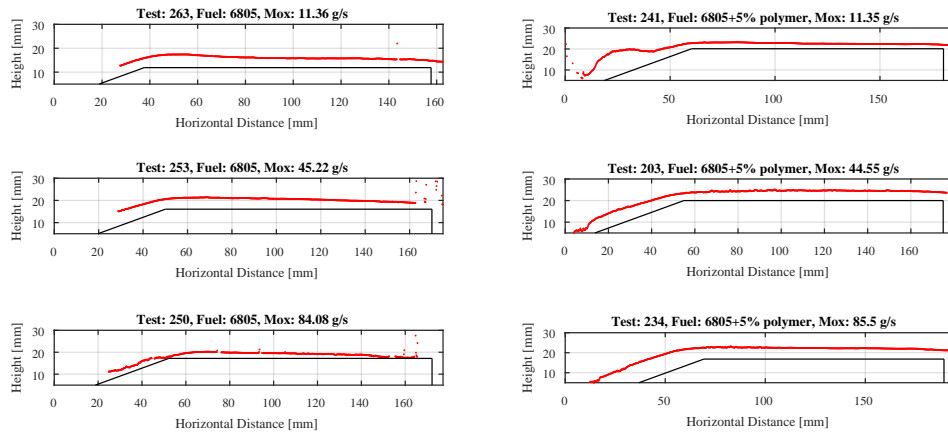 Test: 263, Fuel: 6805, Mox: 11.36 g/s
Height [mm]
30
20
10
0 20 40 60 80 100 120 140 160
Horizontal Distance [mm]
Test: 241, Fuel: 6805+5% polymer, Mox: 11.35 g/s
Height [mm]
30
20
10
0 50 100 150
Horizontal Distance [mm]
Test: 253, Fuel: 6805, Mox: 45.22 g/s
Height [mm]
30
20
10
0 20 40 60 80 100 120 140 160
Horizontal Distance [mm]
Test: 203, Fuel: 6805+5% polymer, Mox: 44.55 g/s
Height [mm]
30
20
10
0 20 40 60 80 100 120 140 160
Horizontal Distance [mm]
Test: 250, Fuel: 6805, Mox: 84.08 g/s
Height [mm]
30
20
10
0 20 40 60 80 100 120 140 160
Horizontal Distance [mm]
Test: 234, Fuel: 6805+5% polymer, Mox: 85.5 g/s
Height [mm]
30
20
10
0 50 100 150
Horizontal Distance [mm]